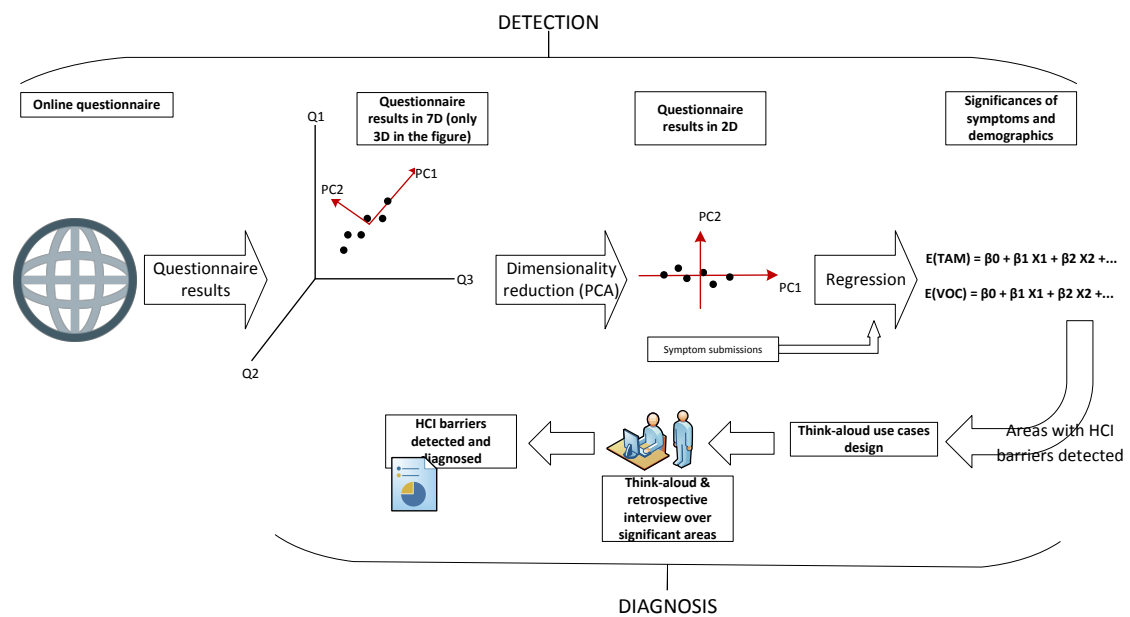 DETECTION
Online questionnaire
Questionnaire
results in 7D (only
3D in the figure)
Questionnaire
results in 2D
Significances of
symptoms and
demographics
Q1
PC1
PC2
Q3
Q2
Questionnaire
results
Dimensionality
reduction (PCA)
PC2
PC1
Regression
E(TAM) = β0 + β1 X1 + β2 X2 +...
E(VOC) = β0 + β1 X1 + β2 X2 +...
Symptom submissions
Areas with HCI
barriers detected
Think-aloud use cases
design
Think-aloud &
retrospective
interview over
significant areas
HCI barriers
detected and
diagnosed
DIAGNOSIS